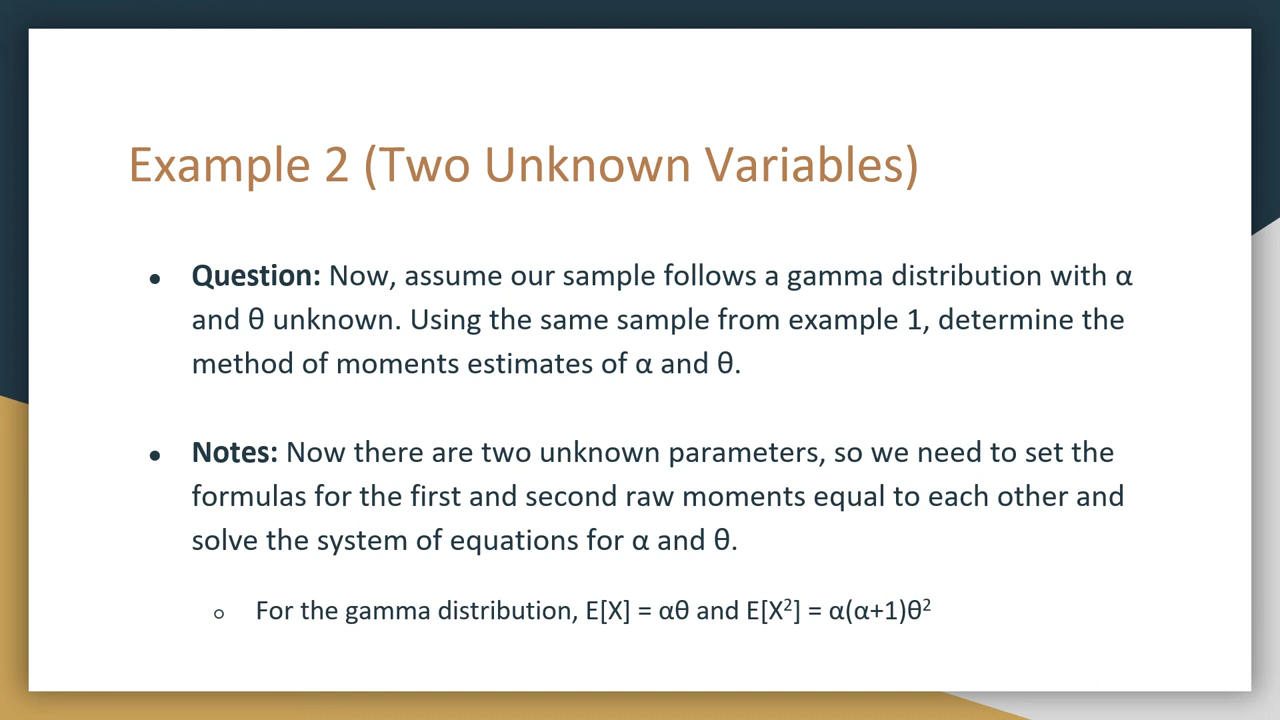 Example 2 (Two Unknown Variables)
● Question: Now, assume our sample follows a gamma distribution with α
and θ unknown. Using the same sample from example 1, determine the
method of moments estimates of α and θ.
● Notes: Now there are two unknown parameters, so we need to set the
formulas for the first and second raw moments equal to each other and
solve the system of equations for α and θ.
○ For the gamma distribution, E[X] = αθ and E[X²] = α(α+1)θ²